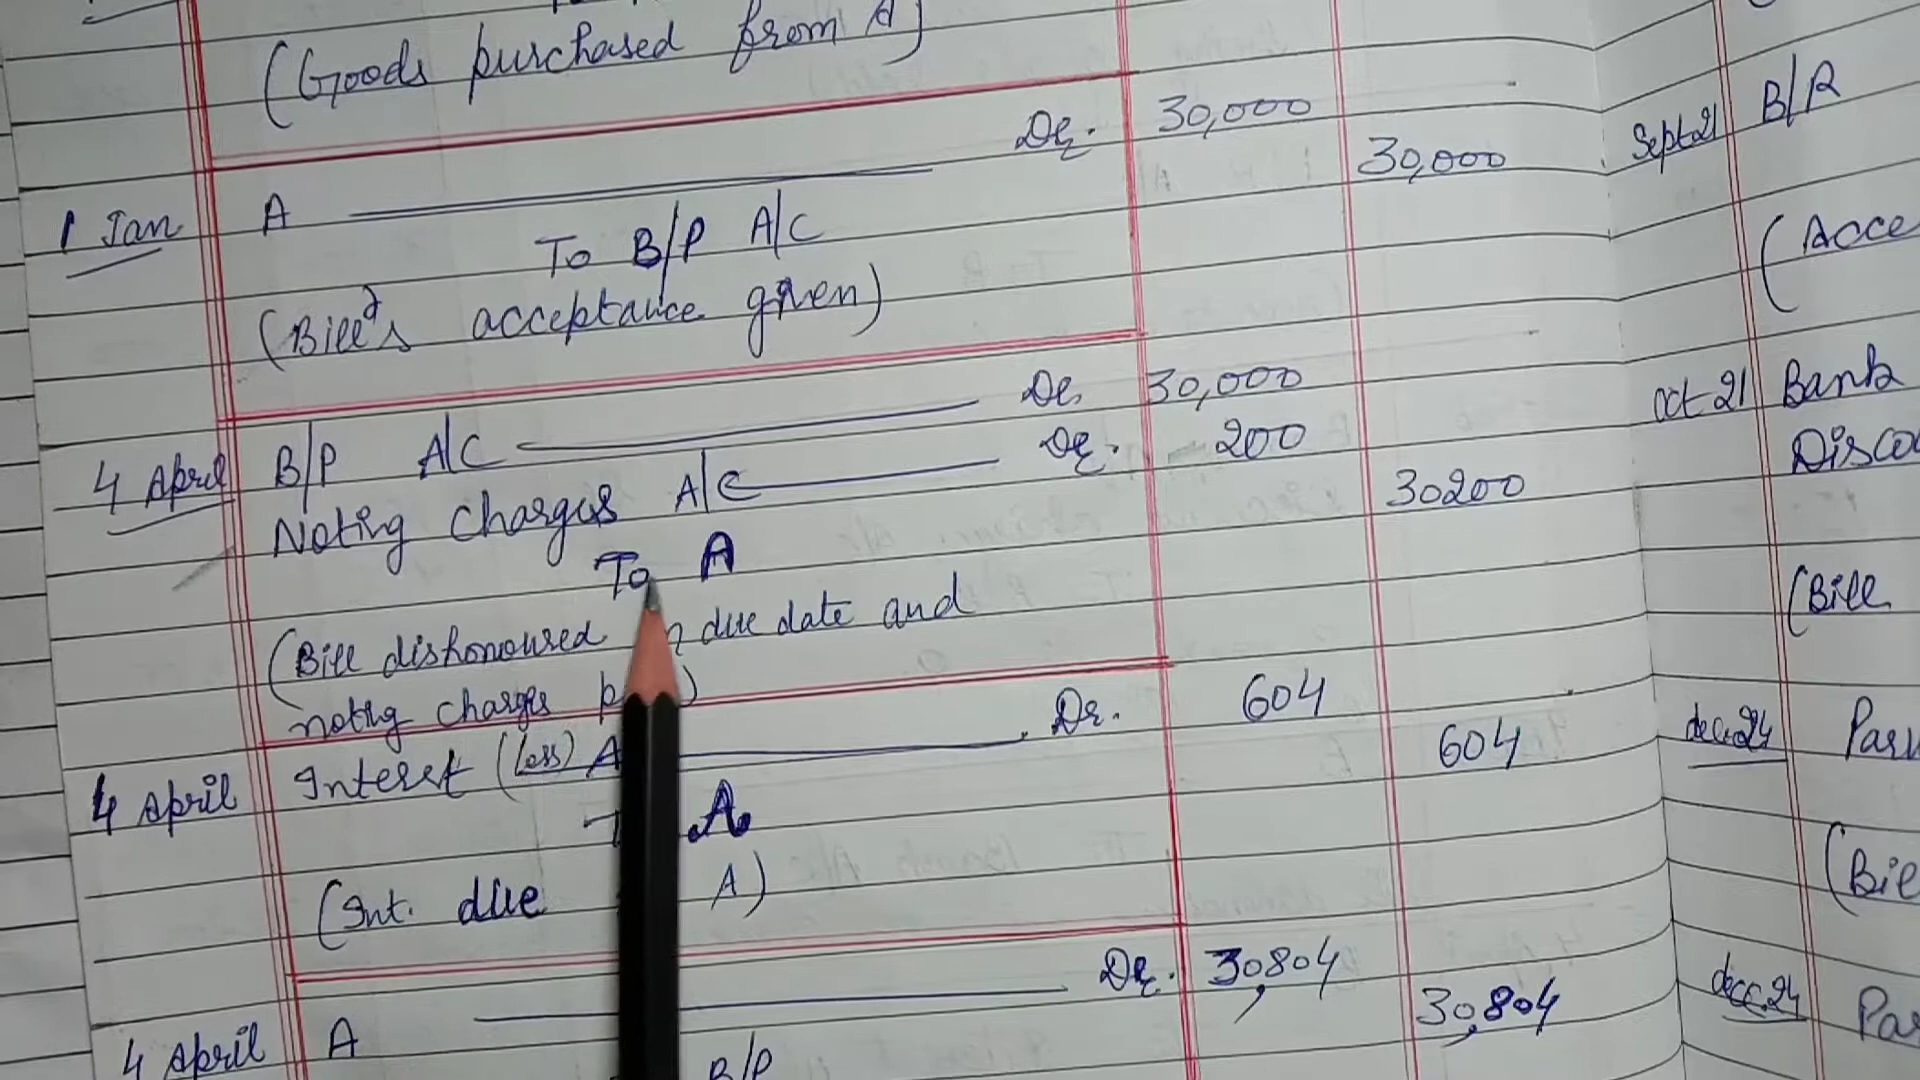 (Goods purchased from A)
Dr. 30,000
1 Jan A 30,000
To B/P A/C
(Bill's acceptance given)
Dr. 30,000
4 April B/P A/C Dr. 200
Noting Charges A/C 30200
To A
(Bill dishonoured due date and
noting charges
4 April Interest (Loss) Dr. 604
A. 604
(Int. due A)
Dr. 30,804
4 April A 30,804
B/P
Sept 21 B/R
(Acce
Oct 21 Bank
Disco
(Bill
dec. 24
(Bil
dec. 24